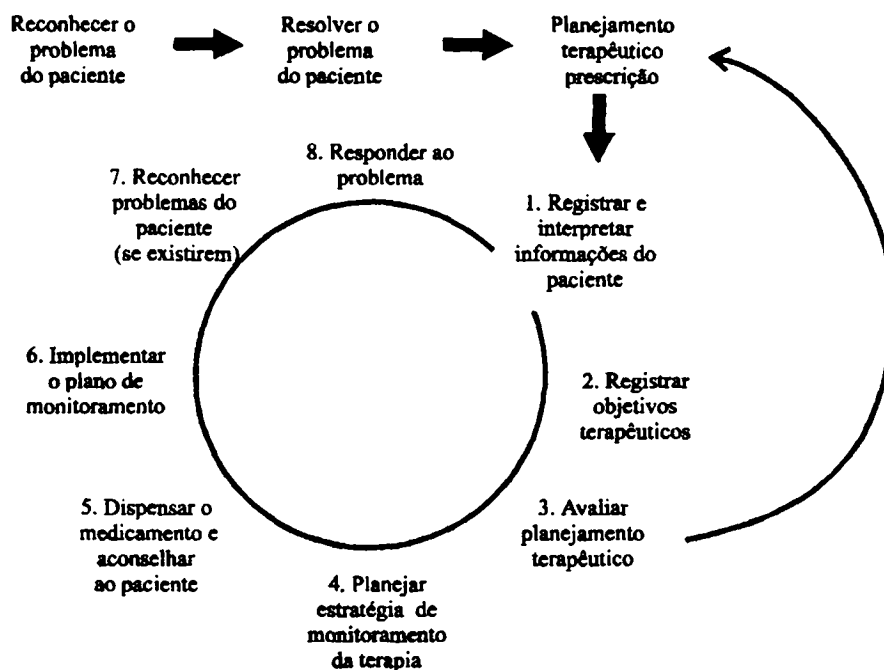 Reconhecer o
problema
do paciente
Resolver o
problema
do paciente
Planejamento
terapêutico
prescrição
8. Responder ao
problema
7. Reconhecer
problemas do
paciente
(se existirem)
1. Registrar e
interpretar
informações do
paciente
6. Implementar
o plano de
monitoramento
2. Registrar
objetivos
terapêuticos
5. Dispensar o
medicamento e
aconselhar
ao paciente
3. Avaliar
planejamento
terapêutico
4. Planejar
estratégia de
monitoramento
da terapia